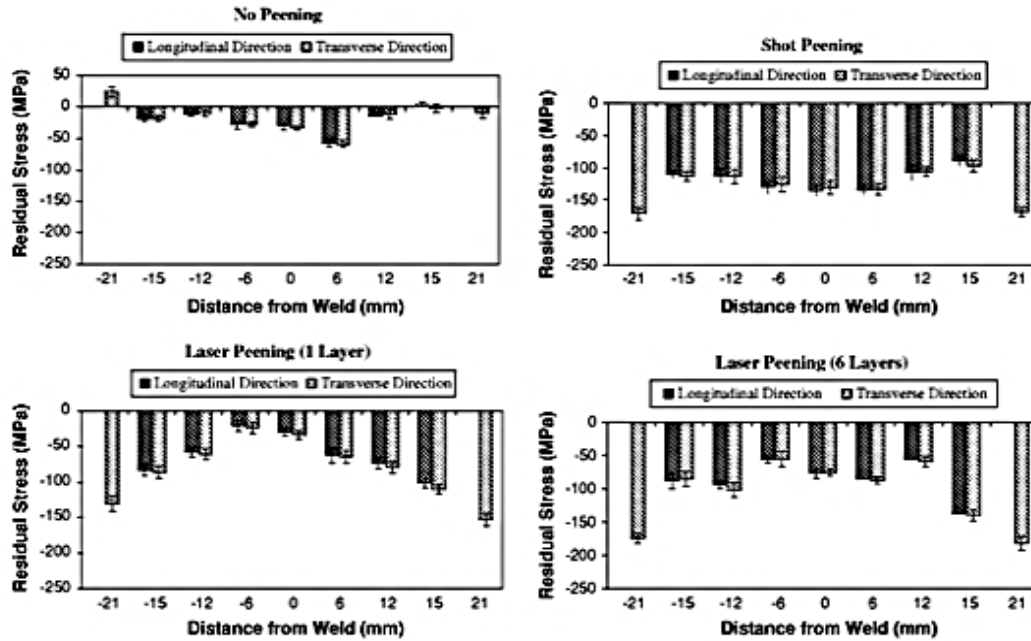 No Peening
Longitudinal Direction Transverse Direction
Residual Stress (MPa)
50
0
-50
-100
-150
-200
-250
-21 -15 -12 -6 0 6 12 15 21
Distance from Weld (mm)
Shot Peening
Longitudinal Direction Transverse Direction
Residual Stress (MPa)
0
-50
-100
-150
-200
-250
-21 -15 -12 -6 0 6 12 15 21
Distance from Weld (mm)
Laser Peening (1 Layer)
Longitudinal Direction Transverse Direction
Residual Stress (MPa)
0
-50
-100
-150
-200
-250
-21 -15 -12 -6 0 6 12 15 21
Distance from Weld (mm)
Laser Peening (6 Layers)
Longitudinal Direction Transverse Direction
Residual Stress (MPa)
0
-50
-100
-150
-200
-250
-21 -15 -12 -6 0 6 12 15 21
Distance from Weld (mm)